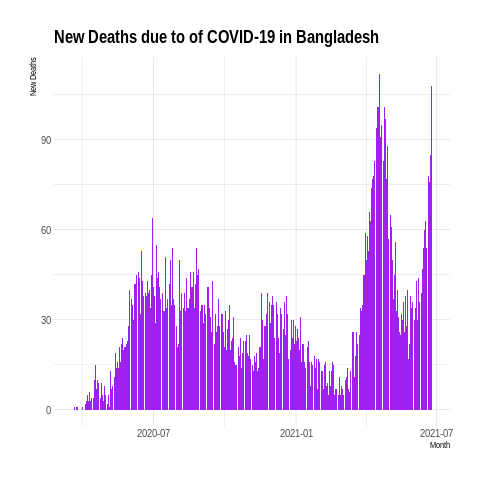 New Deaths due to of COVID-19 in Bangladesh
New Deaths
90
60
30
0
2020-07 2021-01 2021-07
Month